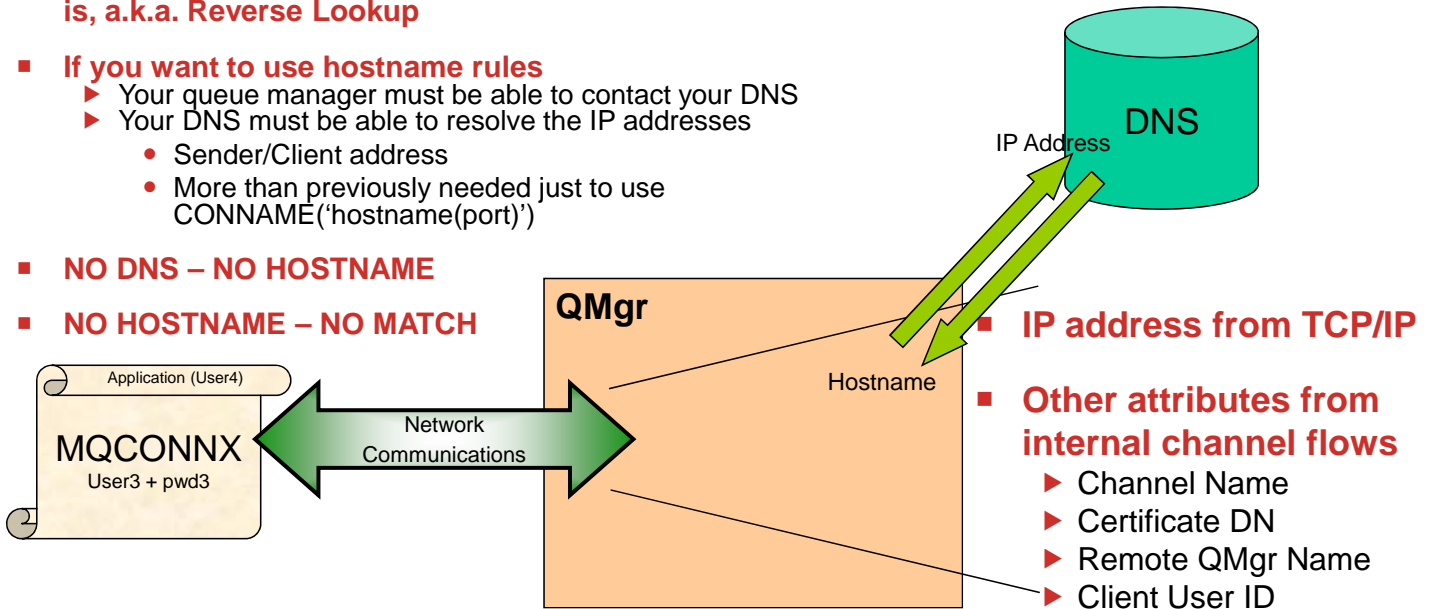 is, a.k.a. Reverse Lookup
If you want to use hostname rules
Your queue manager must be able to contact your DNS
Your DNS must be able to resolve the IP addresses
Sender/Client address
More than previously needed just to use
CONNAME(‘hostname(port)’)
NO DNS – NO HOSTNAME
NO HOSTNAME – NO MATCH
DNS
IP Address
QMgr
Hostname
Application (User4)
MQCONNX
User3 + pwd3
Network
Communications
IP address from TCP/IP
Other attributes from
internal channel flows
Channel Name
Certificate DN
Remote QMgr Name
Client User ID